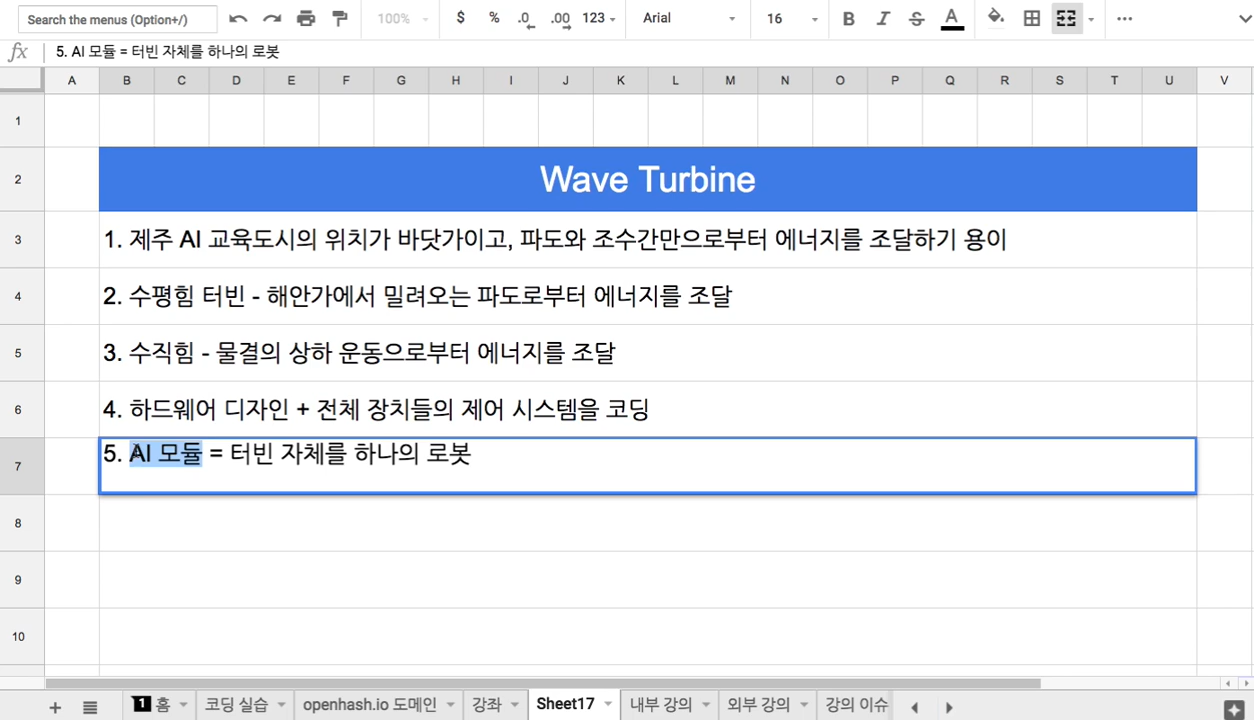 Search the menus (Option+/)
100%
$ % .0 .00 123
Arial
16
B I S A
fx 5. AI 모듈 = 터빈 자체를 하나의 로봇
A B C D E F G H I J K L M N O P Q R S T U V
1
2 Wave Turbine
3 1. 제주 AI 교육도시의 위치가 바닷가이고, 파도와 조수간만으로부터 에너지를 조달하기 용이
4 2. 수평힘 터빈 - 해안가에서 밀려오는 파도로부터 에너지를 조달
5 3. 수직힘 - 물결의 상하 운동으로부터 에너지를 조달
6 4. 하드웨어 디자인 + 전체 장치들의 제어 시스템을 코딩
7 5. AI 모듈 = 터빈 자체를 하나의 로봇
8
9
10
1 홈 코딩 실습 openhash.io 도메인 강좌 Sheet17 내부 강의 외부 강의 강의 이슈